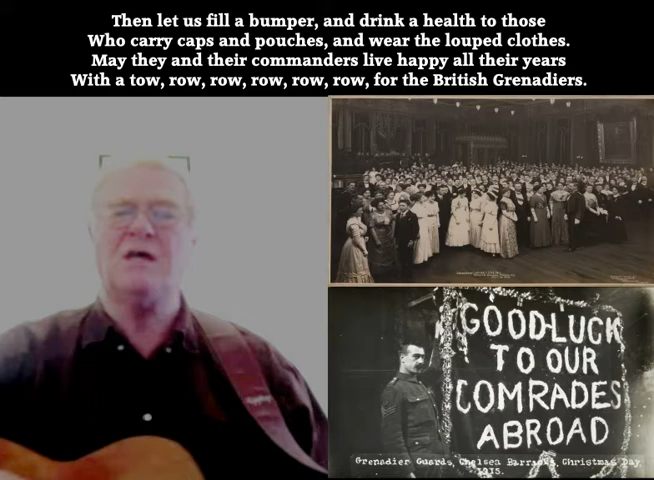 Then let us fill a bumper, and drink a health to those
Who carry caps and pouches, and wear the louped clothes.
May they and their commanders live happy all their years
With a tow, row, row, row, row, row, for the British Grenadiers.
GOOD-LUCK
TO OUR
COMRADES
ABROAD
Grenadier Guards, Chelsea Barracks, Christmas Day,
1915.